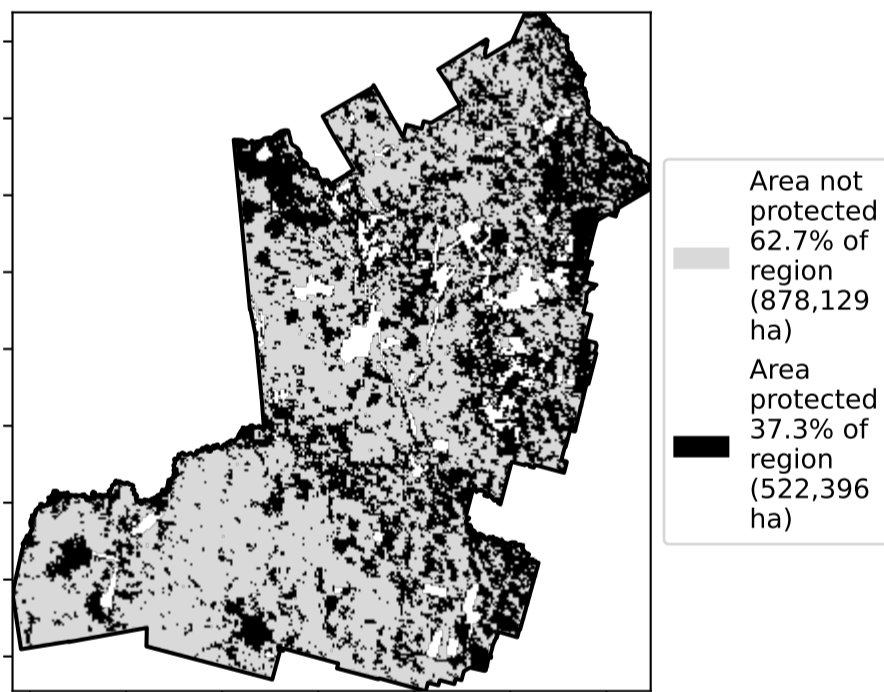 Area not
protected
62.7% of
region
(878,129
ha)
Area
protected
37.3% of
region
(522,396
ha)